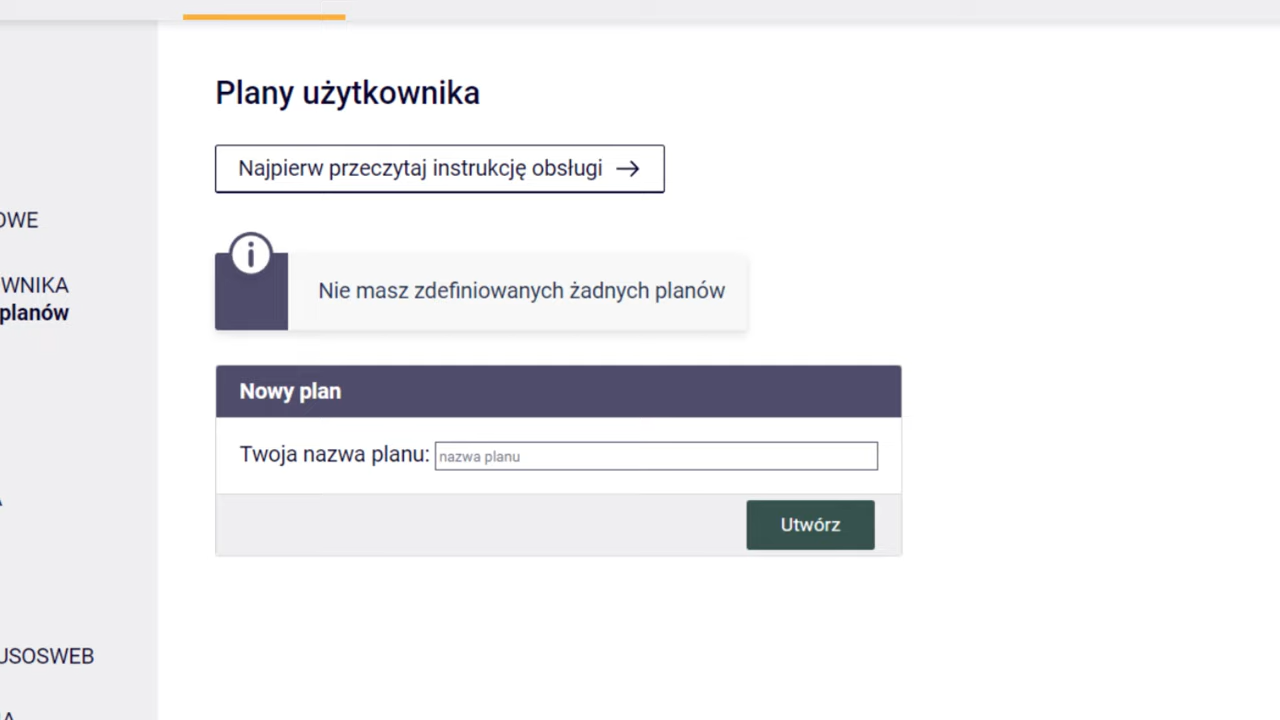 Plany użytkownika
Najpierw przeczytaj instrukcję obsługi →
OWE
WNIKA
planów
Nie masz zdefiniowanych żadnych planów
Nowy plan
Twoja nazwa planu: nazwa planu
Utwórz
USOSWEB